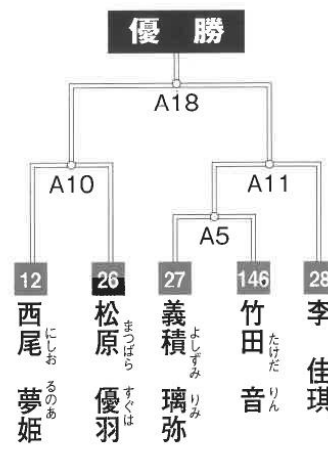 優勝
A18
A10
A11
A5
12
26
27
146
28
西尾 夢姫
にしお るのあ
松原 優羽
まつばら すぐは
義積 璃弥
よしずみ りみ
竹田 音
たけだ りん
李 佳琪